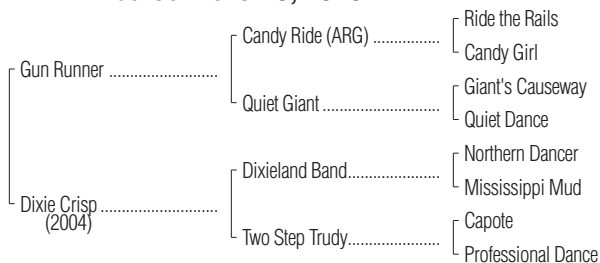 Ride the Rails
Candy Ride (ARG) ................
Candy Girl
Gun Runner ..........................
Giant's Causeway
Quiet Giant ............................
Quiet Dance
Northern Dancer
Dixieland Band......................
Mississippi Mud
Dixie Crisp ............................
(2004)
Capote
Two Step Trudy......................
Professional Dance